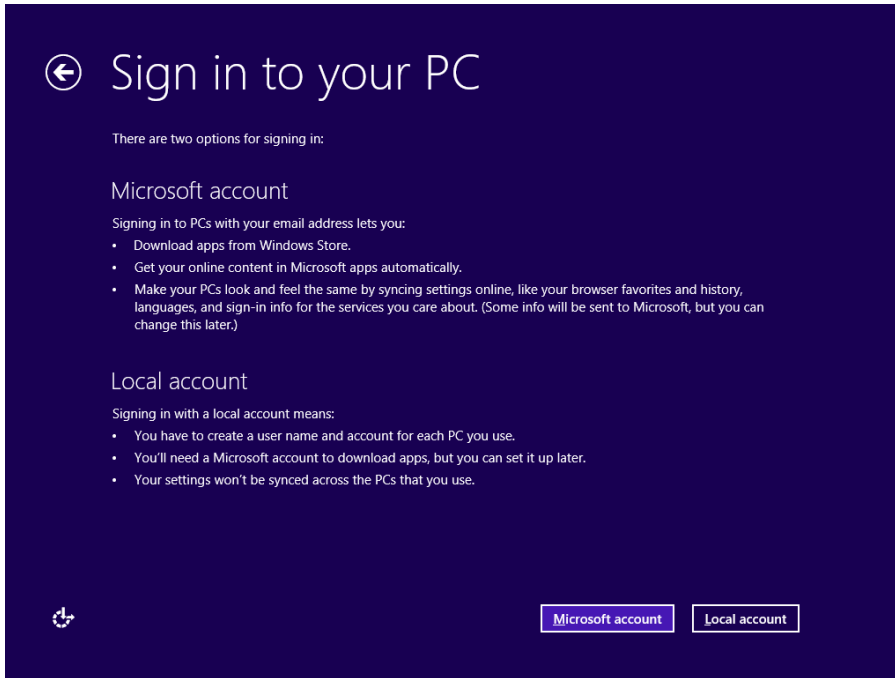 Sign in to your PC
There are two options for signing in:
Microsoft account
Signing in to PCs with your email address lets you:
• Download apps from Windows Store.
• Get your online content in Microsoft apps automatically.
• Make your PCs look and feel the same by syncing settings online, like your browser favorites and history,
languages, and sign-in info for the services you care about. (Some info will be sent to Microsoft, but you can
change this later.)
Local account
Signing in with a local account means:
• You have to create a user name and account for each PC you use.
• You'll need a Microsoft account to download apps, but you can set it up later.
• Your settings won't be synced across the PCs that you use.
Microsoft account
Local account